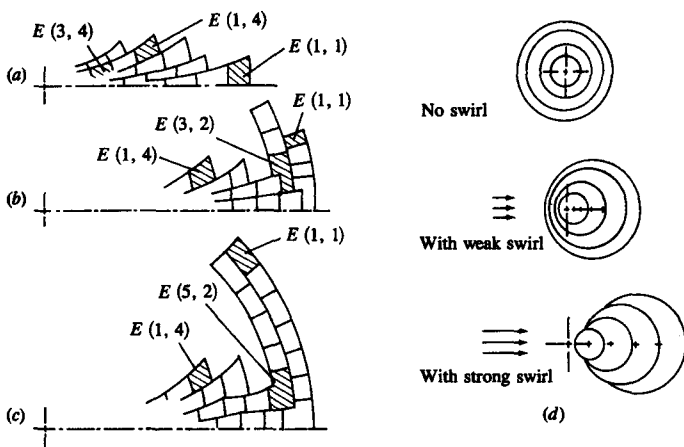 E (1, 4)
E (3, 4)
E (1, 1)
(a)
E (1, 1)
E (3, 2)
E (1, 4)
(b)
E (1, 1)
E (5, 2)
E (1, 4)
(c)
No swirl
With weak swirl
With strong swirl
(d)